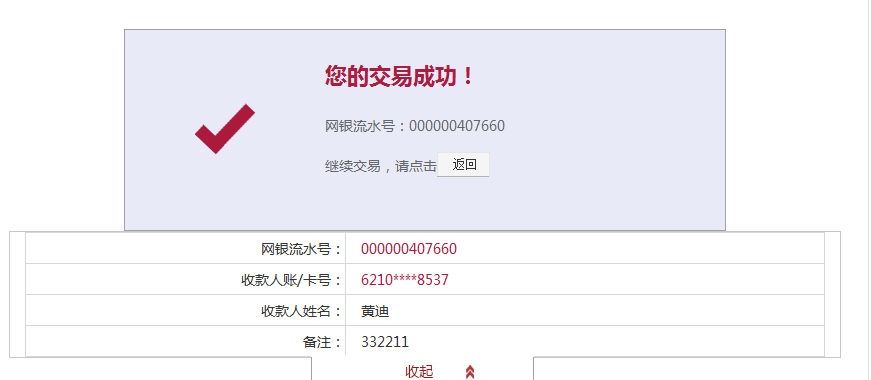 您的交易成功！
网银流水号：000000407660
继续交易，请点击 返回
网银流水号： 000000407660
收款人账/卡号： 6210****8537
收款人姓名： 黄迪
备注： 332211
收起